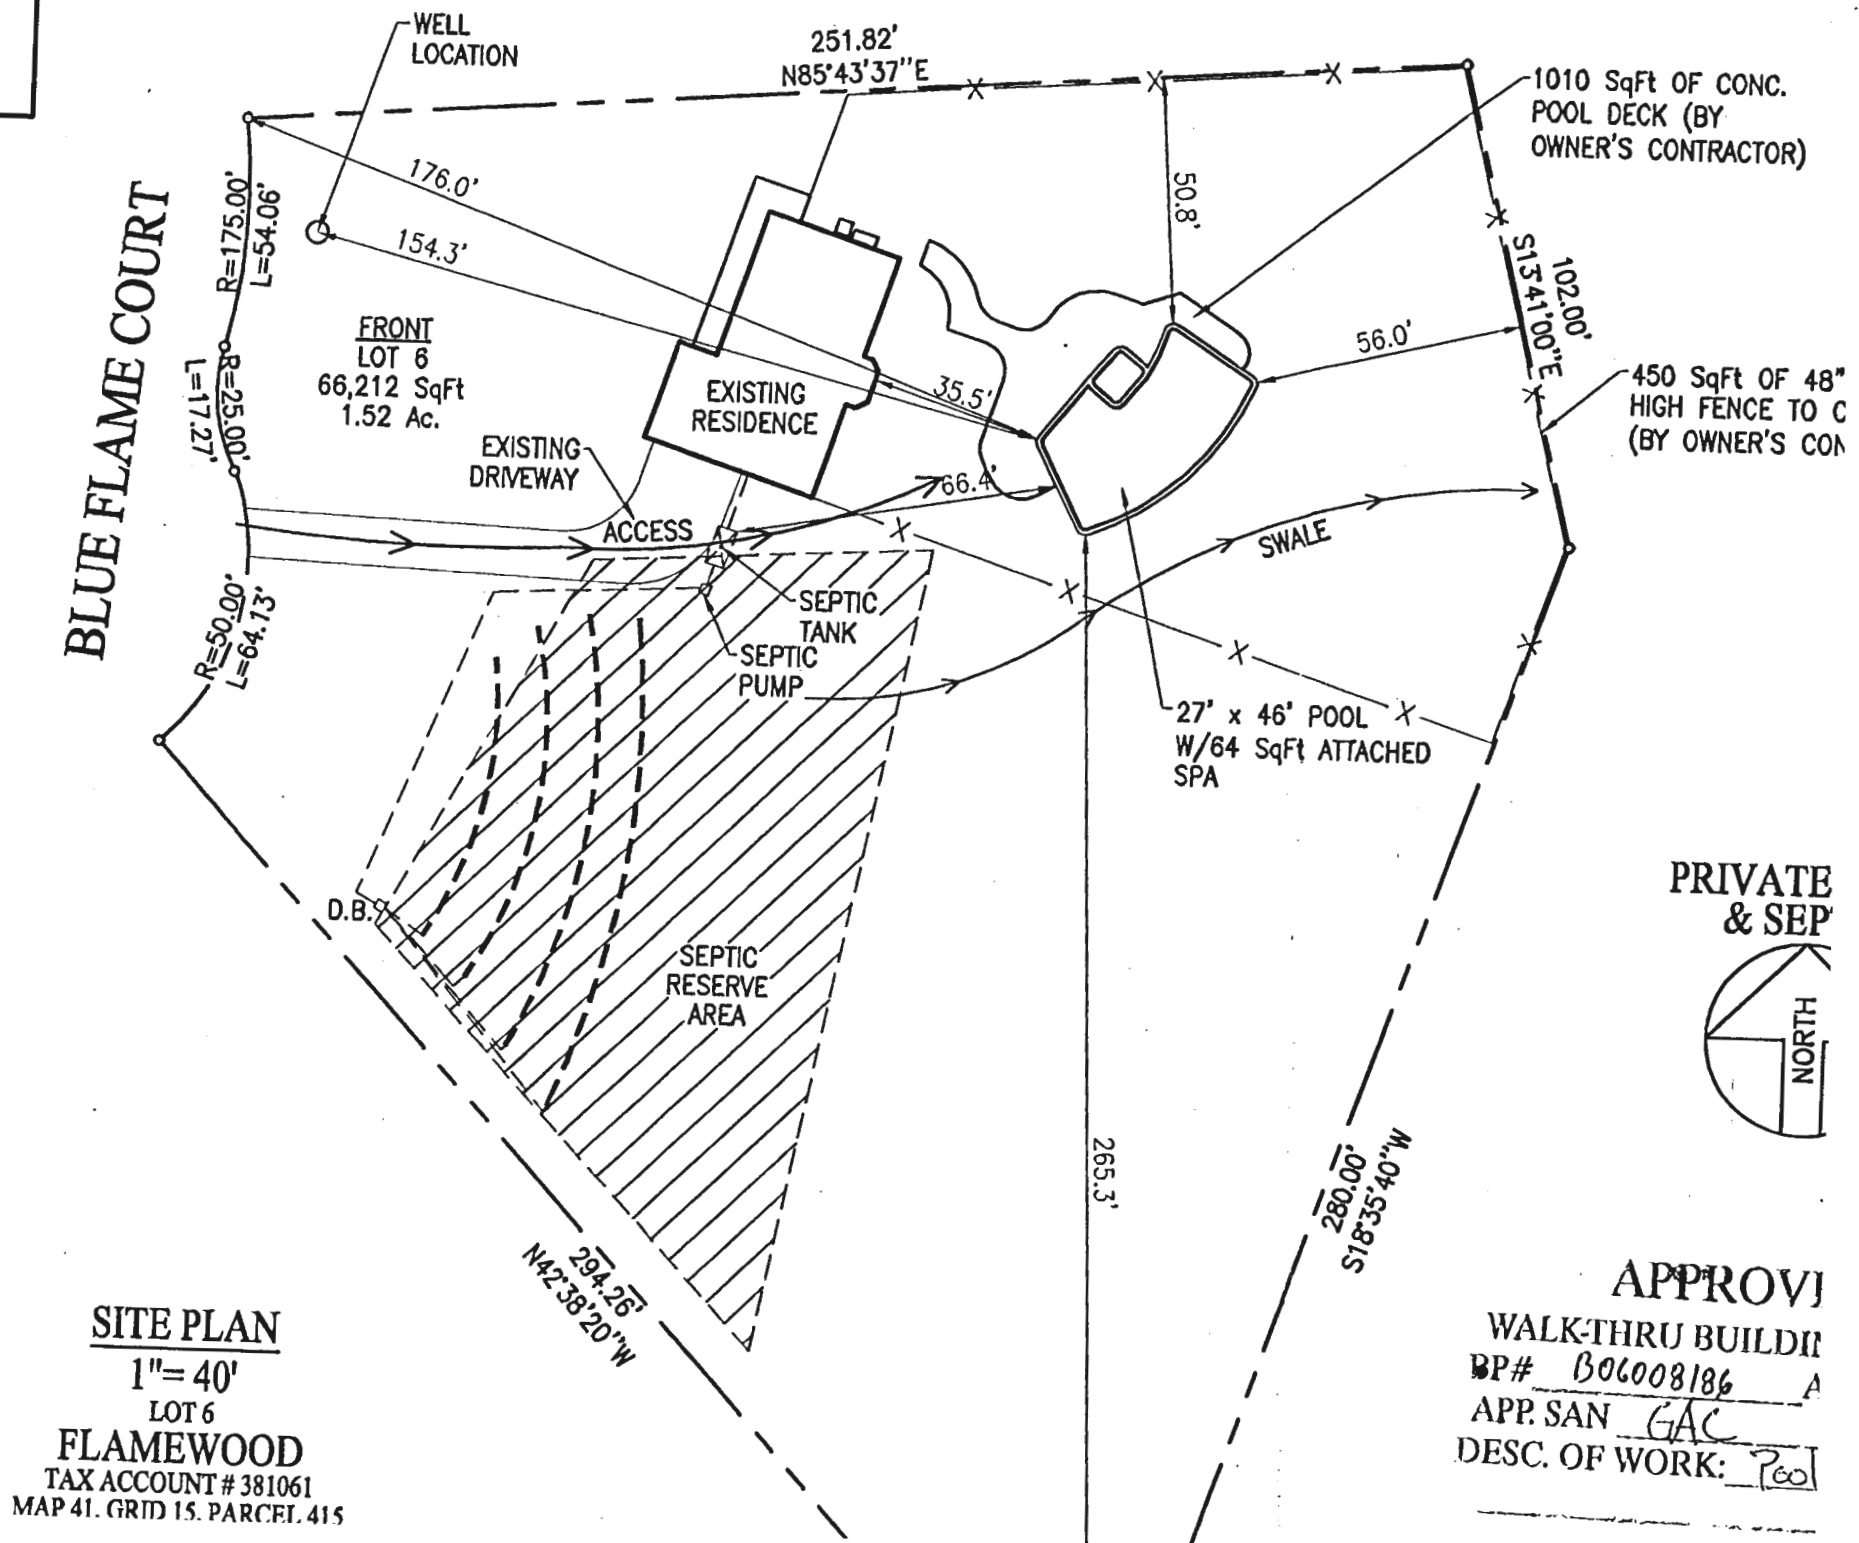 WELL
LOCATION
251.82'
N85°43'37"E
1010 SqFt OF CONC.
POOL DECK (BY
OWNER'S CONTRACTOR)
176.0'
154.3'
50.8'
R=175.00'
L=54.06'
BLUE FLAME COURT
FRONT
LOT 6
66,212 SqFt
1.52 Ac.
R=25.00'
L=17.27'
EXISTING
RESIDENCE
35.5'
56.0'
102.00'
S13°41'00"E
450 SqFt OF 48"
HIGH FENCE TO C
(BY OWNER'S CON
EXISTING
DRIVEWAY
ACCESS
66.4'
SWALE
R=50.00'
L=64.13'
SEPTIC
TANK
SEPTIC
PUMP
27' x 46' POOL
W/64 SqFt ATTACHED
SPA
D.B.
SEPTIC
RESERVE
AREA
PRIVATE
& SEP
NORTH
265.3'
280.00'
S18°35'40"W
294.26'
N42°38'20"W
SITE PLAN
1"= 40'
LOT 6
FLAMEWOOD
TAX ACCOUNT # 381061
MAP 41, GRID 15, PARCEL 415
APPROV
WALK-THRU BUILDI
BP# B06008186 A
APP. SAN GAC
DESC. OF WORK: Pool